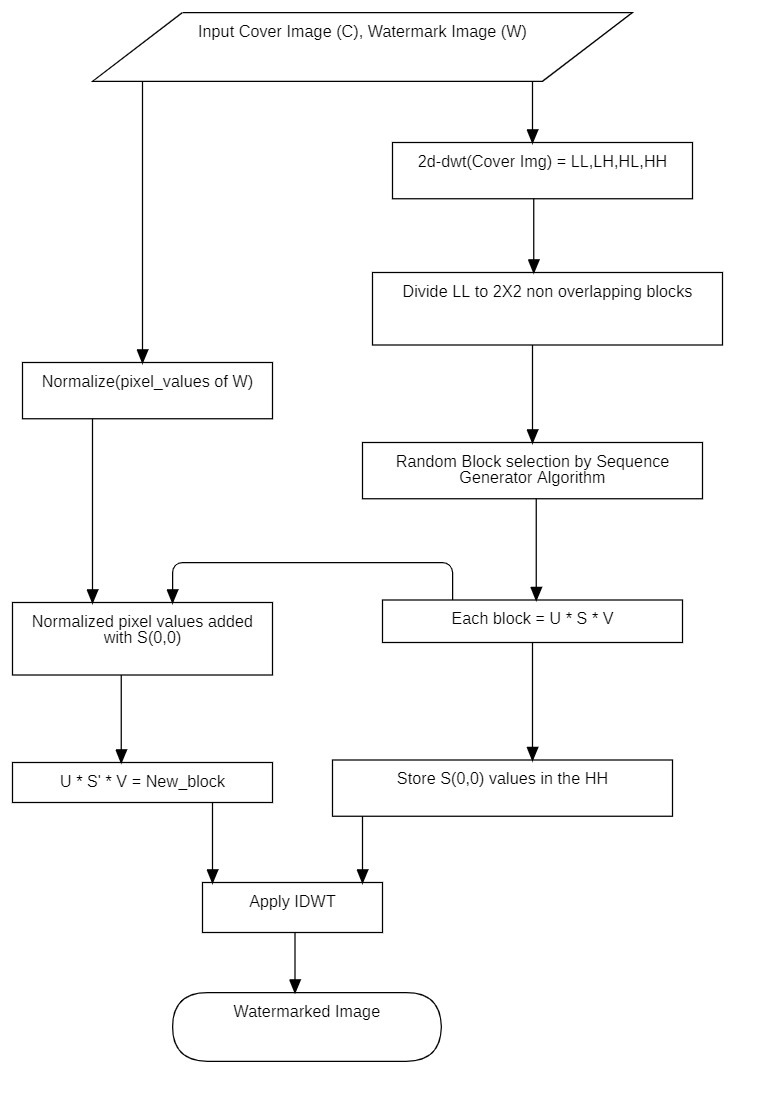 Input Cover Image (C), Watermark Image (W)
2d-dwt(Cover Img) = LL,LH,HL,HH
Divide LL to 2X2 non overlapping blocks
Normalize(pixel_values of W)
Random Block selection by Sequence
Generator Algorithm
Each block = U * S * V
Normalized pixel values added
with S(0,0)
U * S' * V = New_block
Store S(0,0) values in the HH
Apply IDWT
Watermarked Image